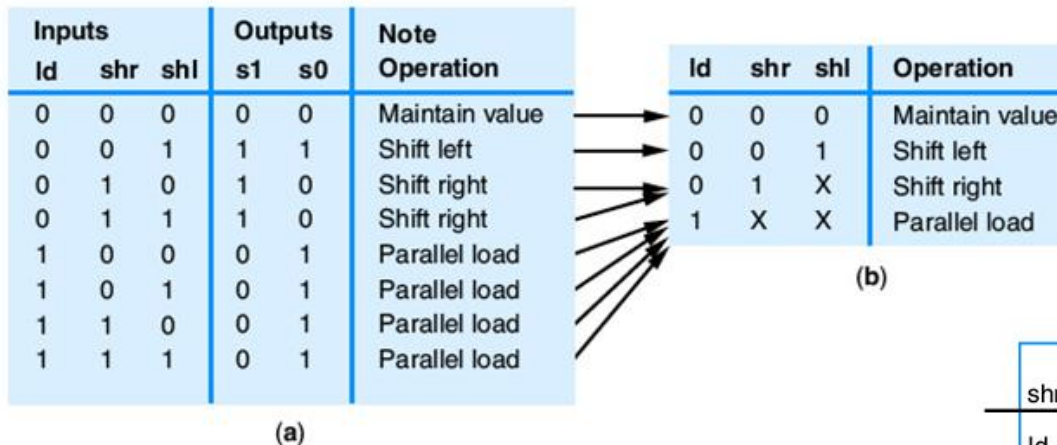 Inputs Outputs Note
ld shr shl s1 s0 Operation
0 0 0 0 0 Maintain value
0 0 1 1 1 Shift left
0 1 0 1 0 Shift right
0 1 1 1 0 Shift right
1 0 0 0 1 Parallel load
1 0 1 0 1 Parallel load
1 1 0 0 1 Parallel load
1 1 1 0 1 Parallel load
(a)
ld shr shl Operation
0 0 0 Maintain value
0 0 1 Shift left
0 1 X Shift right
1 X X Parallel load
(b)
shr
ld